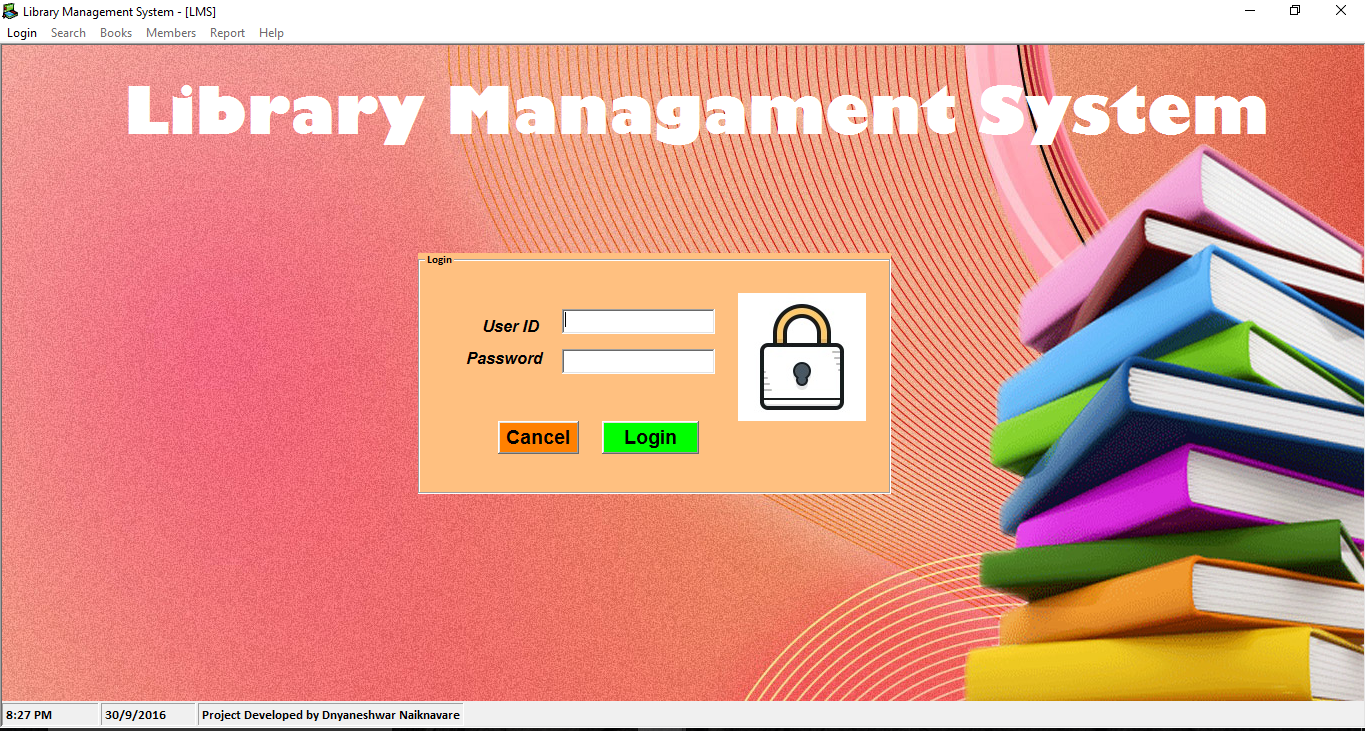 Library Management System - [LMS]
Login Search Books Members Report Help
Library Managament System
Login
User ID
Password
Cancel Login
8:27 PM 30/9/2016 Project Developed by Dnyaneshwar Naiknavare